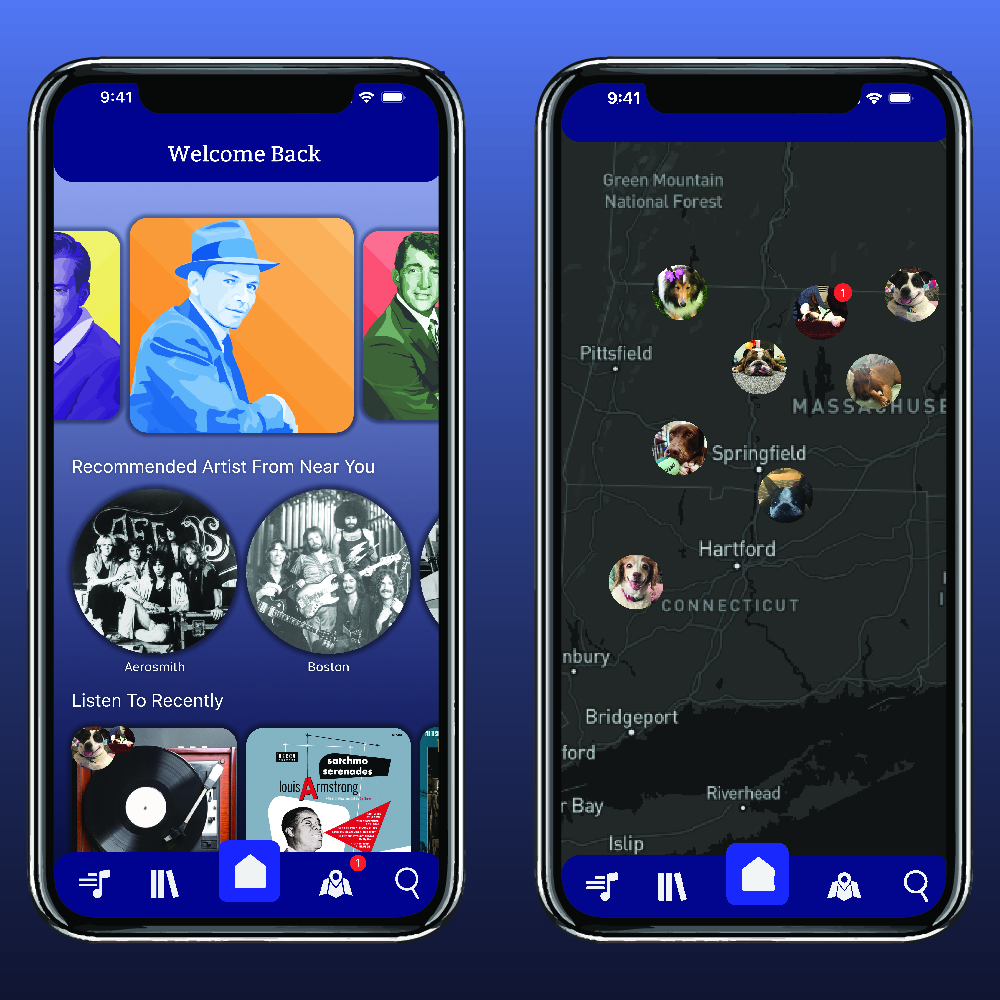 9:41
Welcome Back
Recommended Artist From Near You
Aerosmith
Boston
Listen To Recently
DECCA
satchmo
serenades
louis Armstrong
1
9:41
Green Mountain
National Forest
1
Pittsfield
MASSACHUSE
Springfield
Hartford
CONNECTICUT
nbury
Bridgeport
ford
r Bay
Riverhead
Islip